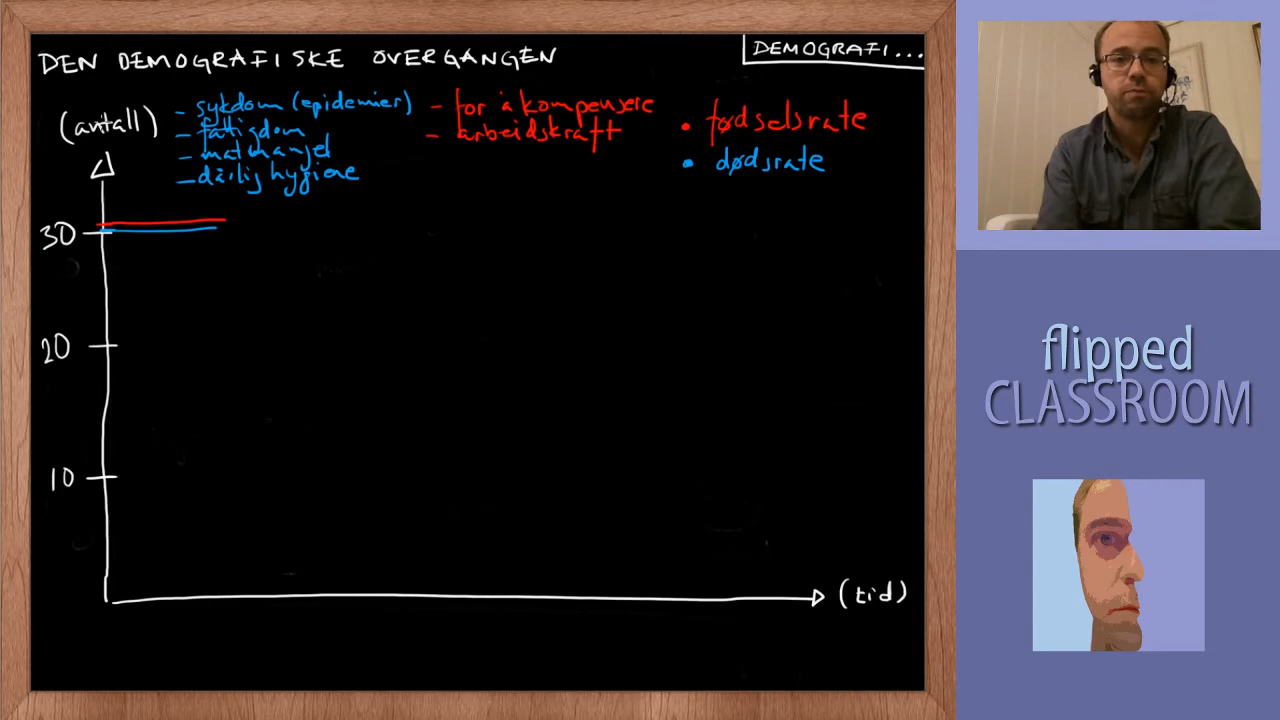 DEN DEMOGRAFISKE OVERGANGEN
DEMOGRAFI...
(antall)
- sykdom (epidemier)
- fattigdom
- matmangel
- dårlig hygiene
- for å kompensere
- arbeidskraft
• fødselsrate
• dødsrate
30
20
10
(tid)
flipped
CLASSROOM